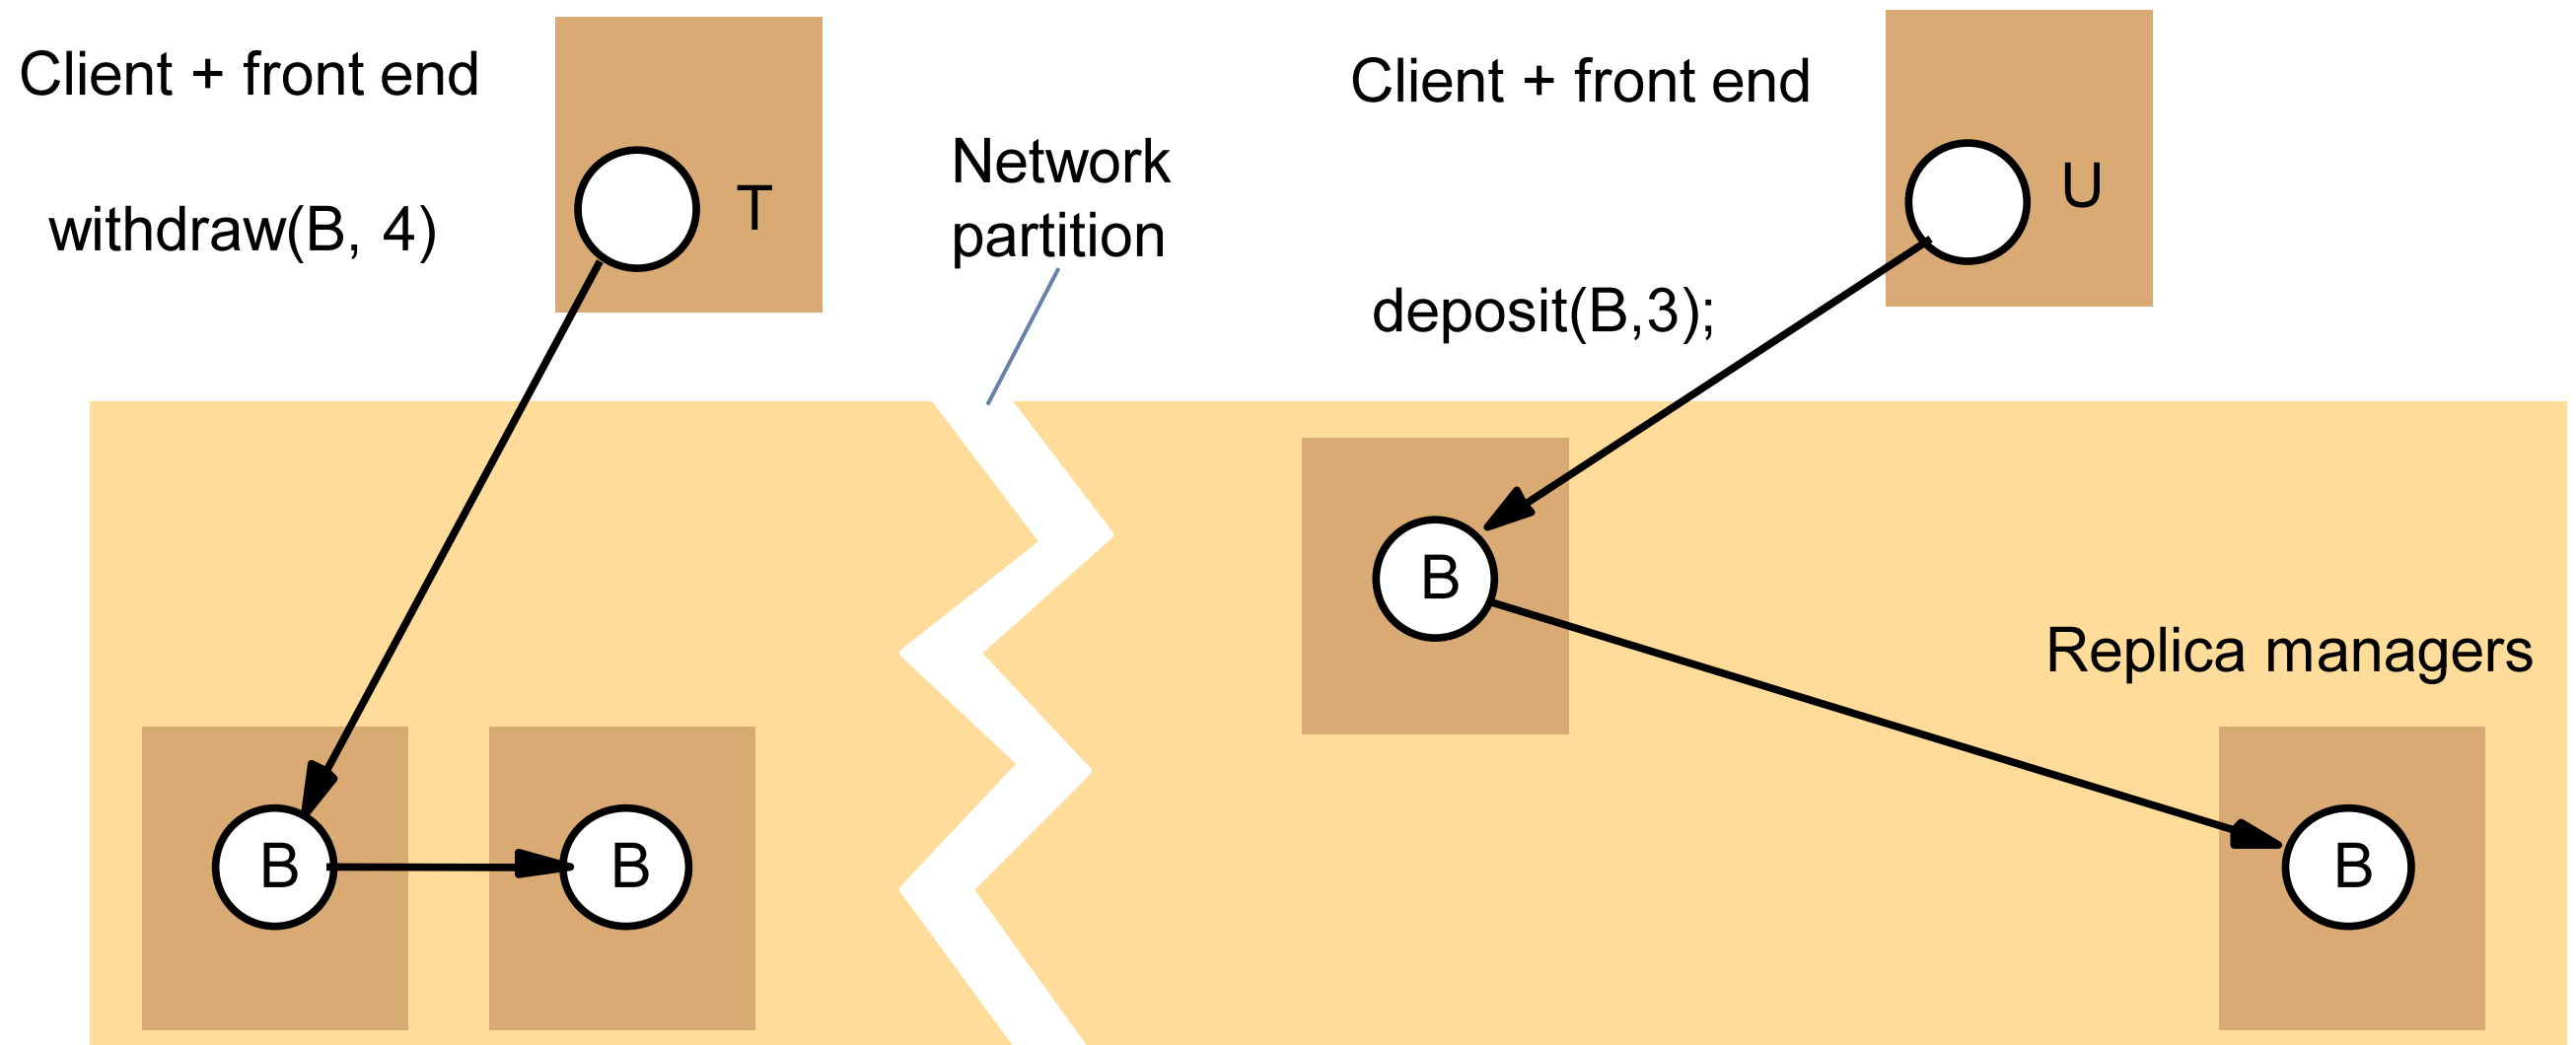 Client + front end
T
withdraw(B, 4)
Network
partition
Client + front end
U
deposit(B,3);
B
Replica managers
B
B
B